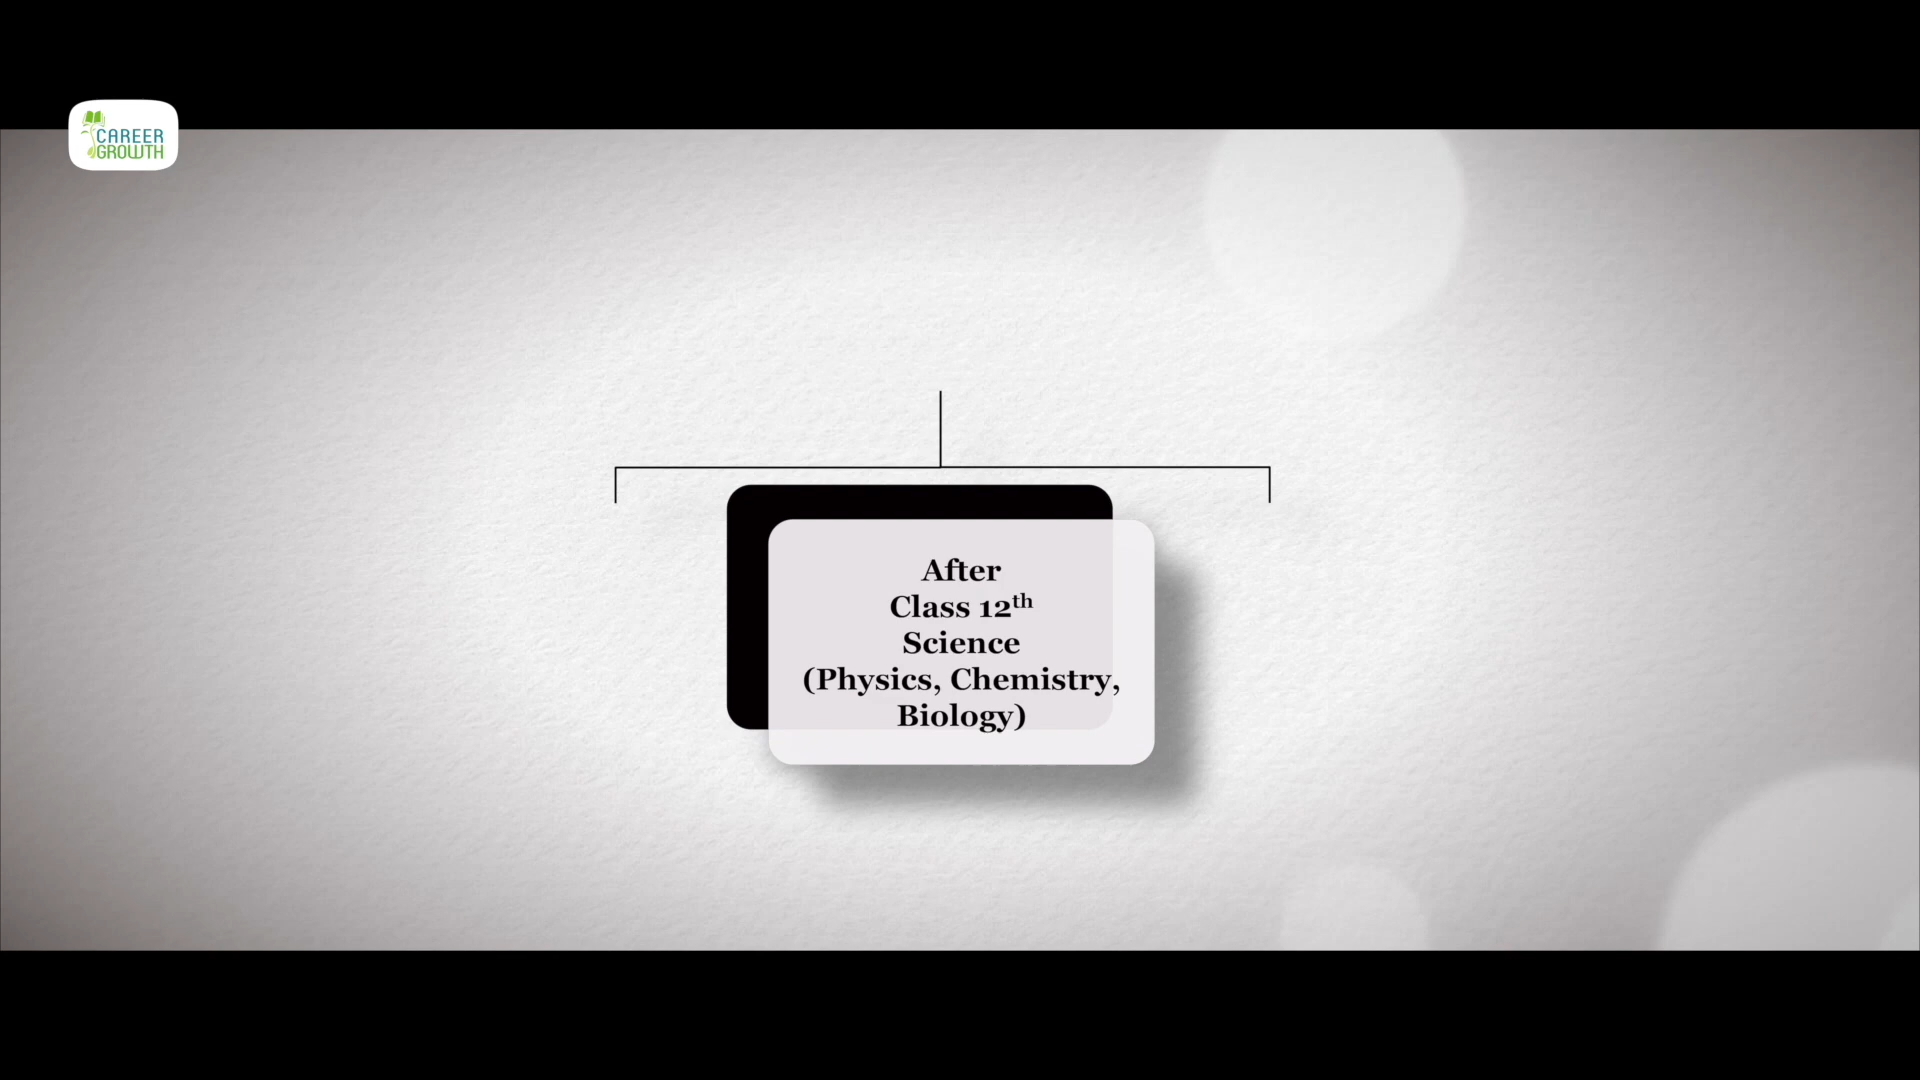 CAREER
GROWTH
After
Class 12th
Science
(Physics, Chemistry,
Biology)